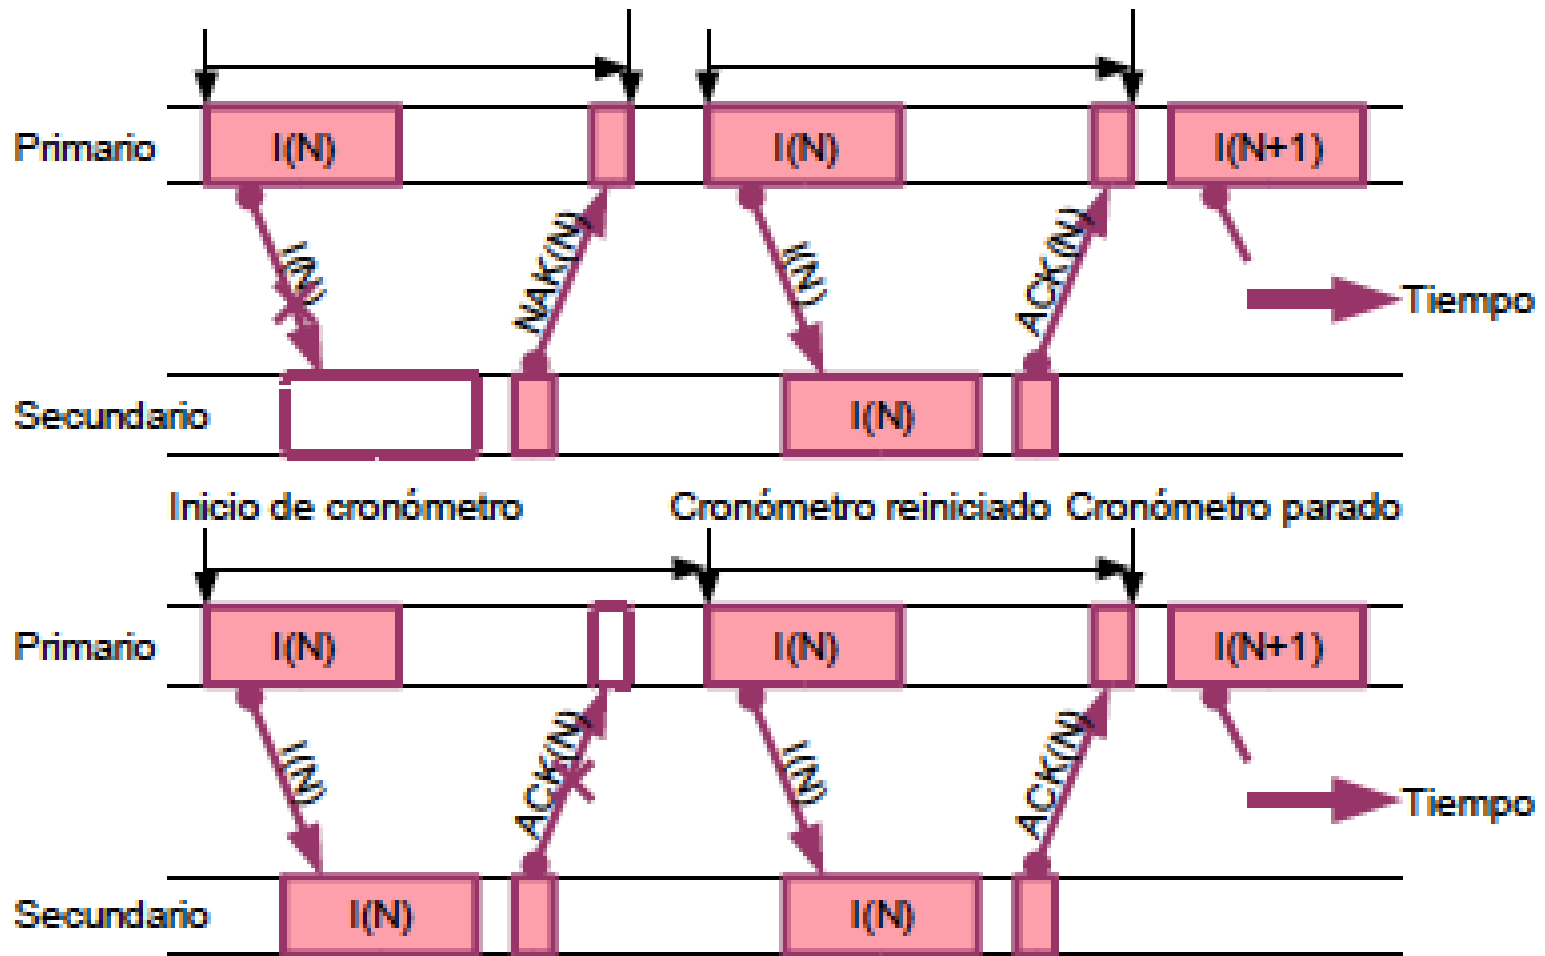 Primario I(N) I(N) I(N+1)
I(N) NAK(N) I(N) ACK(N)
Tiempo
Secundario I(N)
Inicio de cronómetro Cronómetro reiniciado Cronómetro parado
Primario I(N) I(N) I(N+1)
I(N) ACK(N) I(N) ACK(N)
Tiempo
Secundario I(N) I(N)